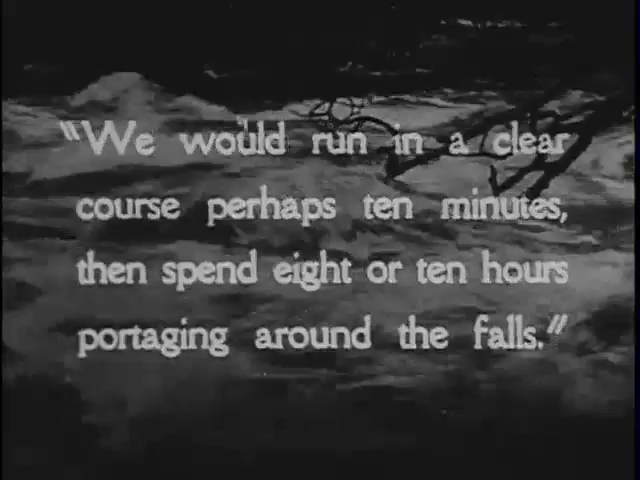 "We would run in a clear
course perhaps ten minutes,
then spend eight or ten hours
portaging around the falls."